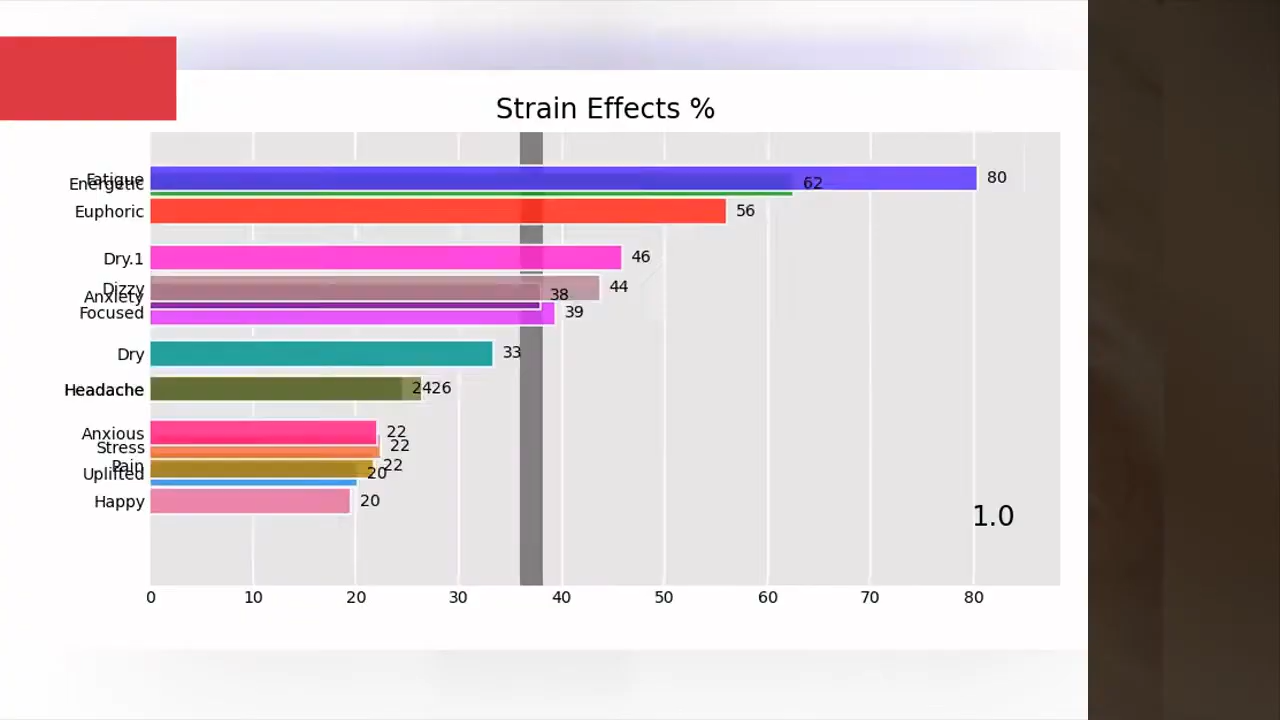 Strain Effects %
Fatigue 80
Energetic 62
Euphoric 56
Dry.1 46
Dizzy 44
Anxiety 38
Focused 39
Dry 33
Headache 2426
Anxious 22
Stress 22
Pain 22
Uplifted 20
Happy 20
1.0
0 10 20 30 40 50 60 70 80